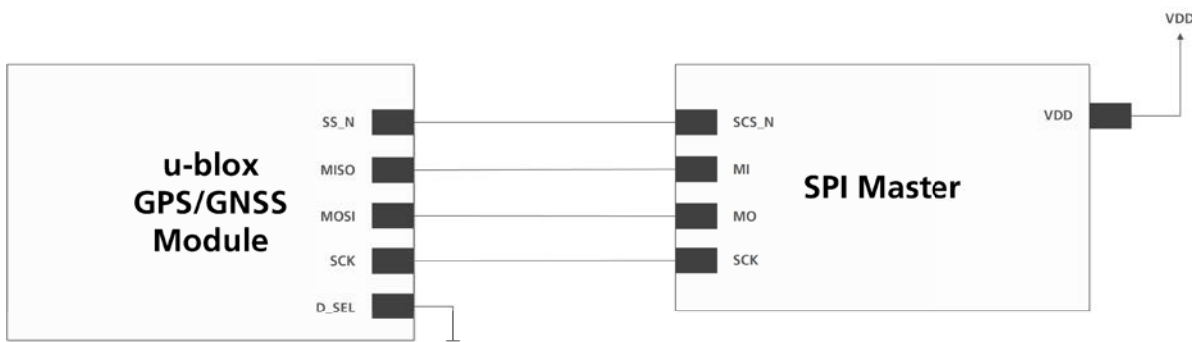 VDD
SS_N
MISO
MOSI
SCK
D_SEL
u-blox
GPS/GNSS
Module
SCS_N
MI
MO
SCK
SPI Master
VDD